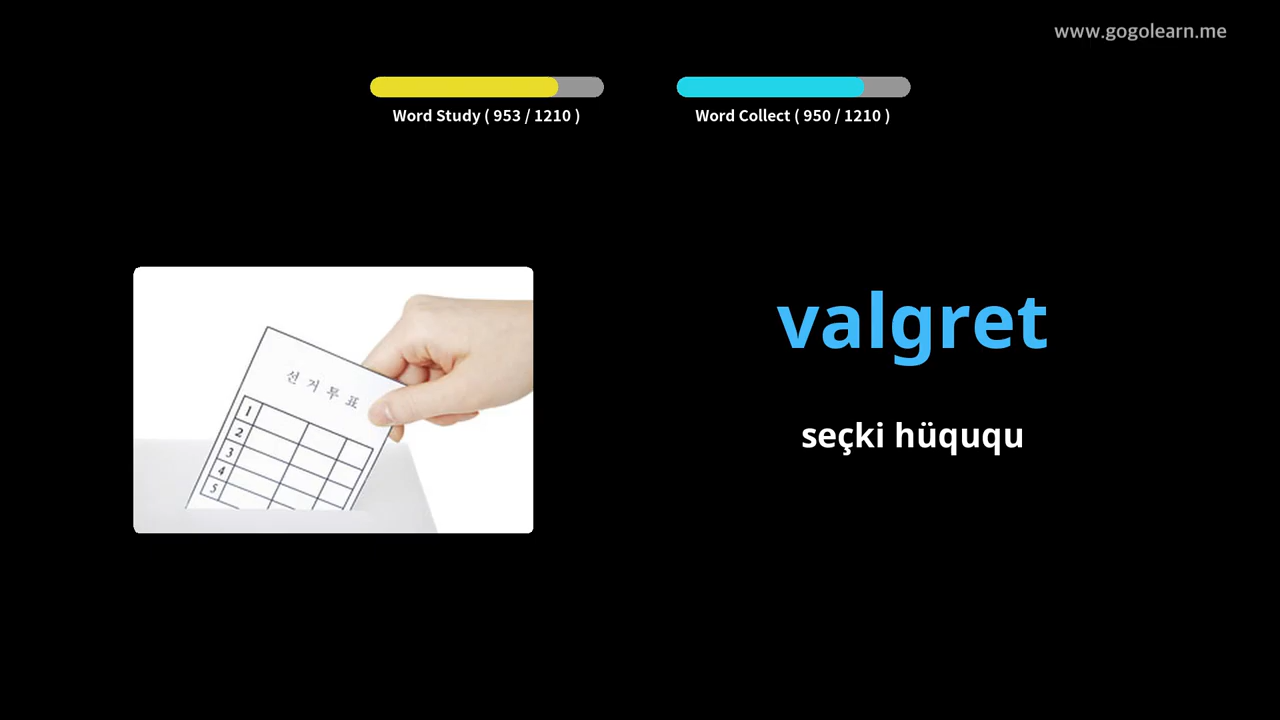 www.gogolearn.me
Word Study ( 953 / 1210 )
Word Collect ( 950 / 1210 )
선거투표
1
2
3
4
5
valgret
seçki hüququ